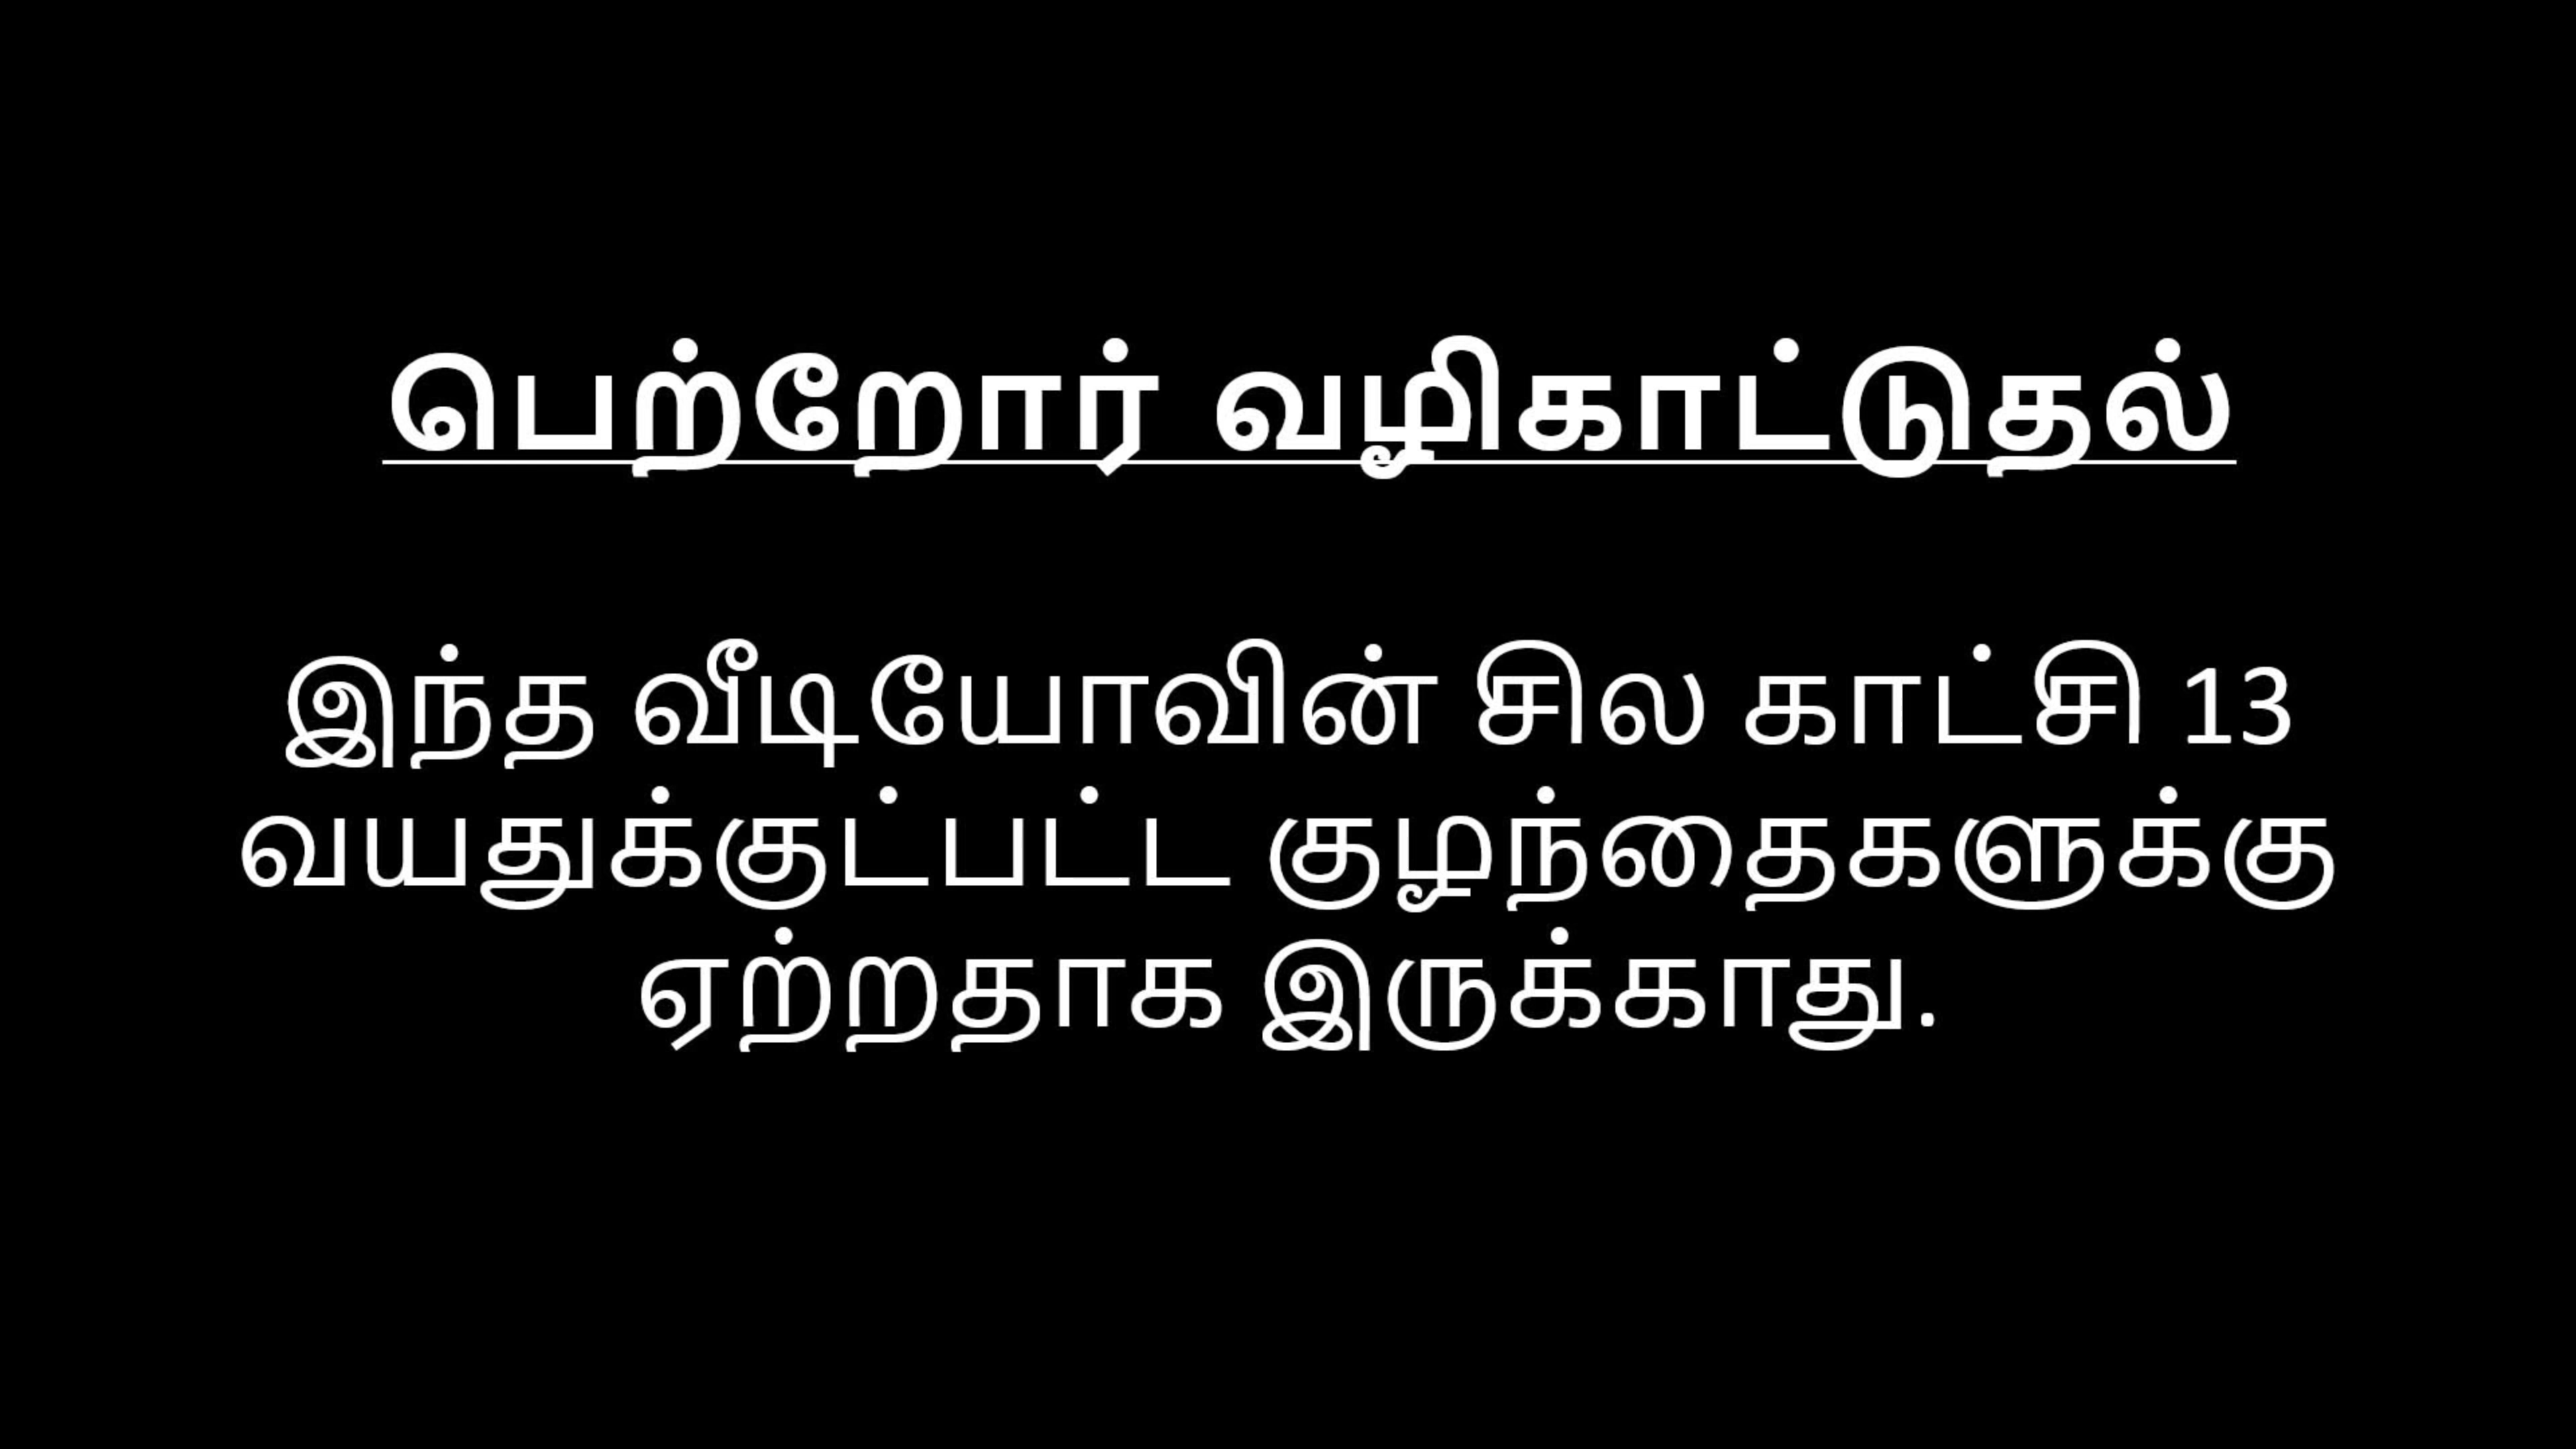 பெற்றோர் வழிகாட்டுதல்
இந்த வீடியோவின் சில காட்சி 13
வயதுக்குட்பட்ட குழந்தைகளுக்கு
ஏற்றதாக இருக்காது.